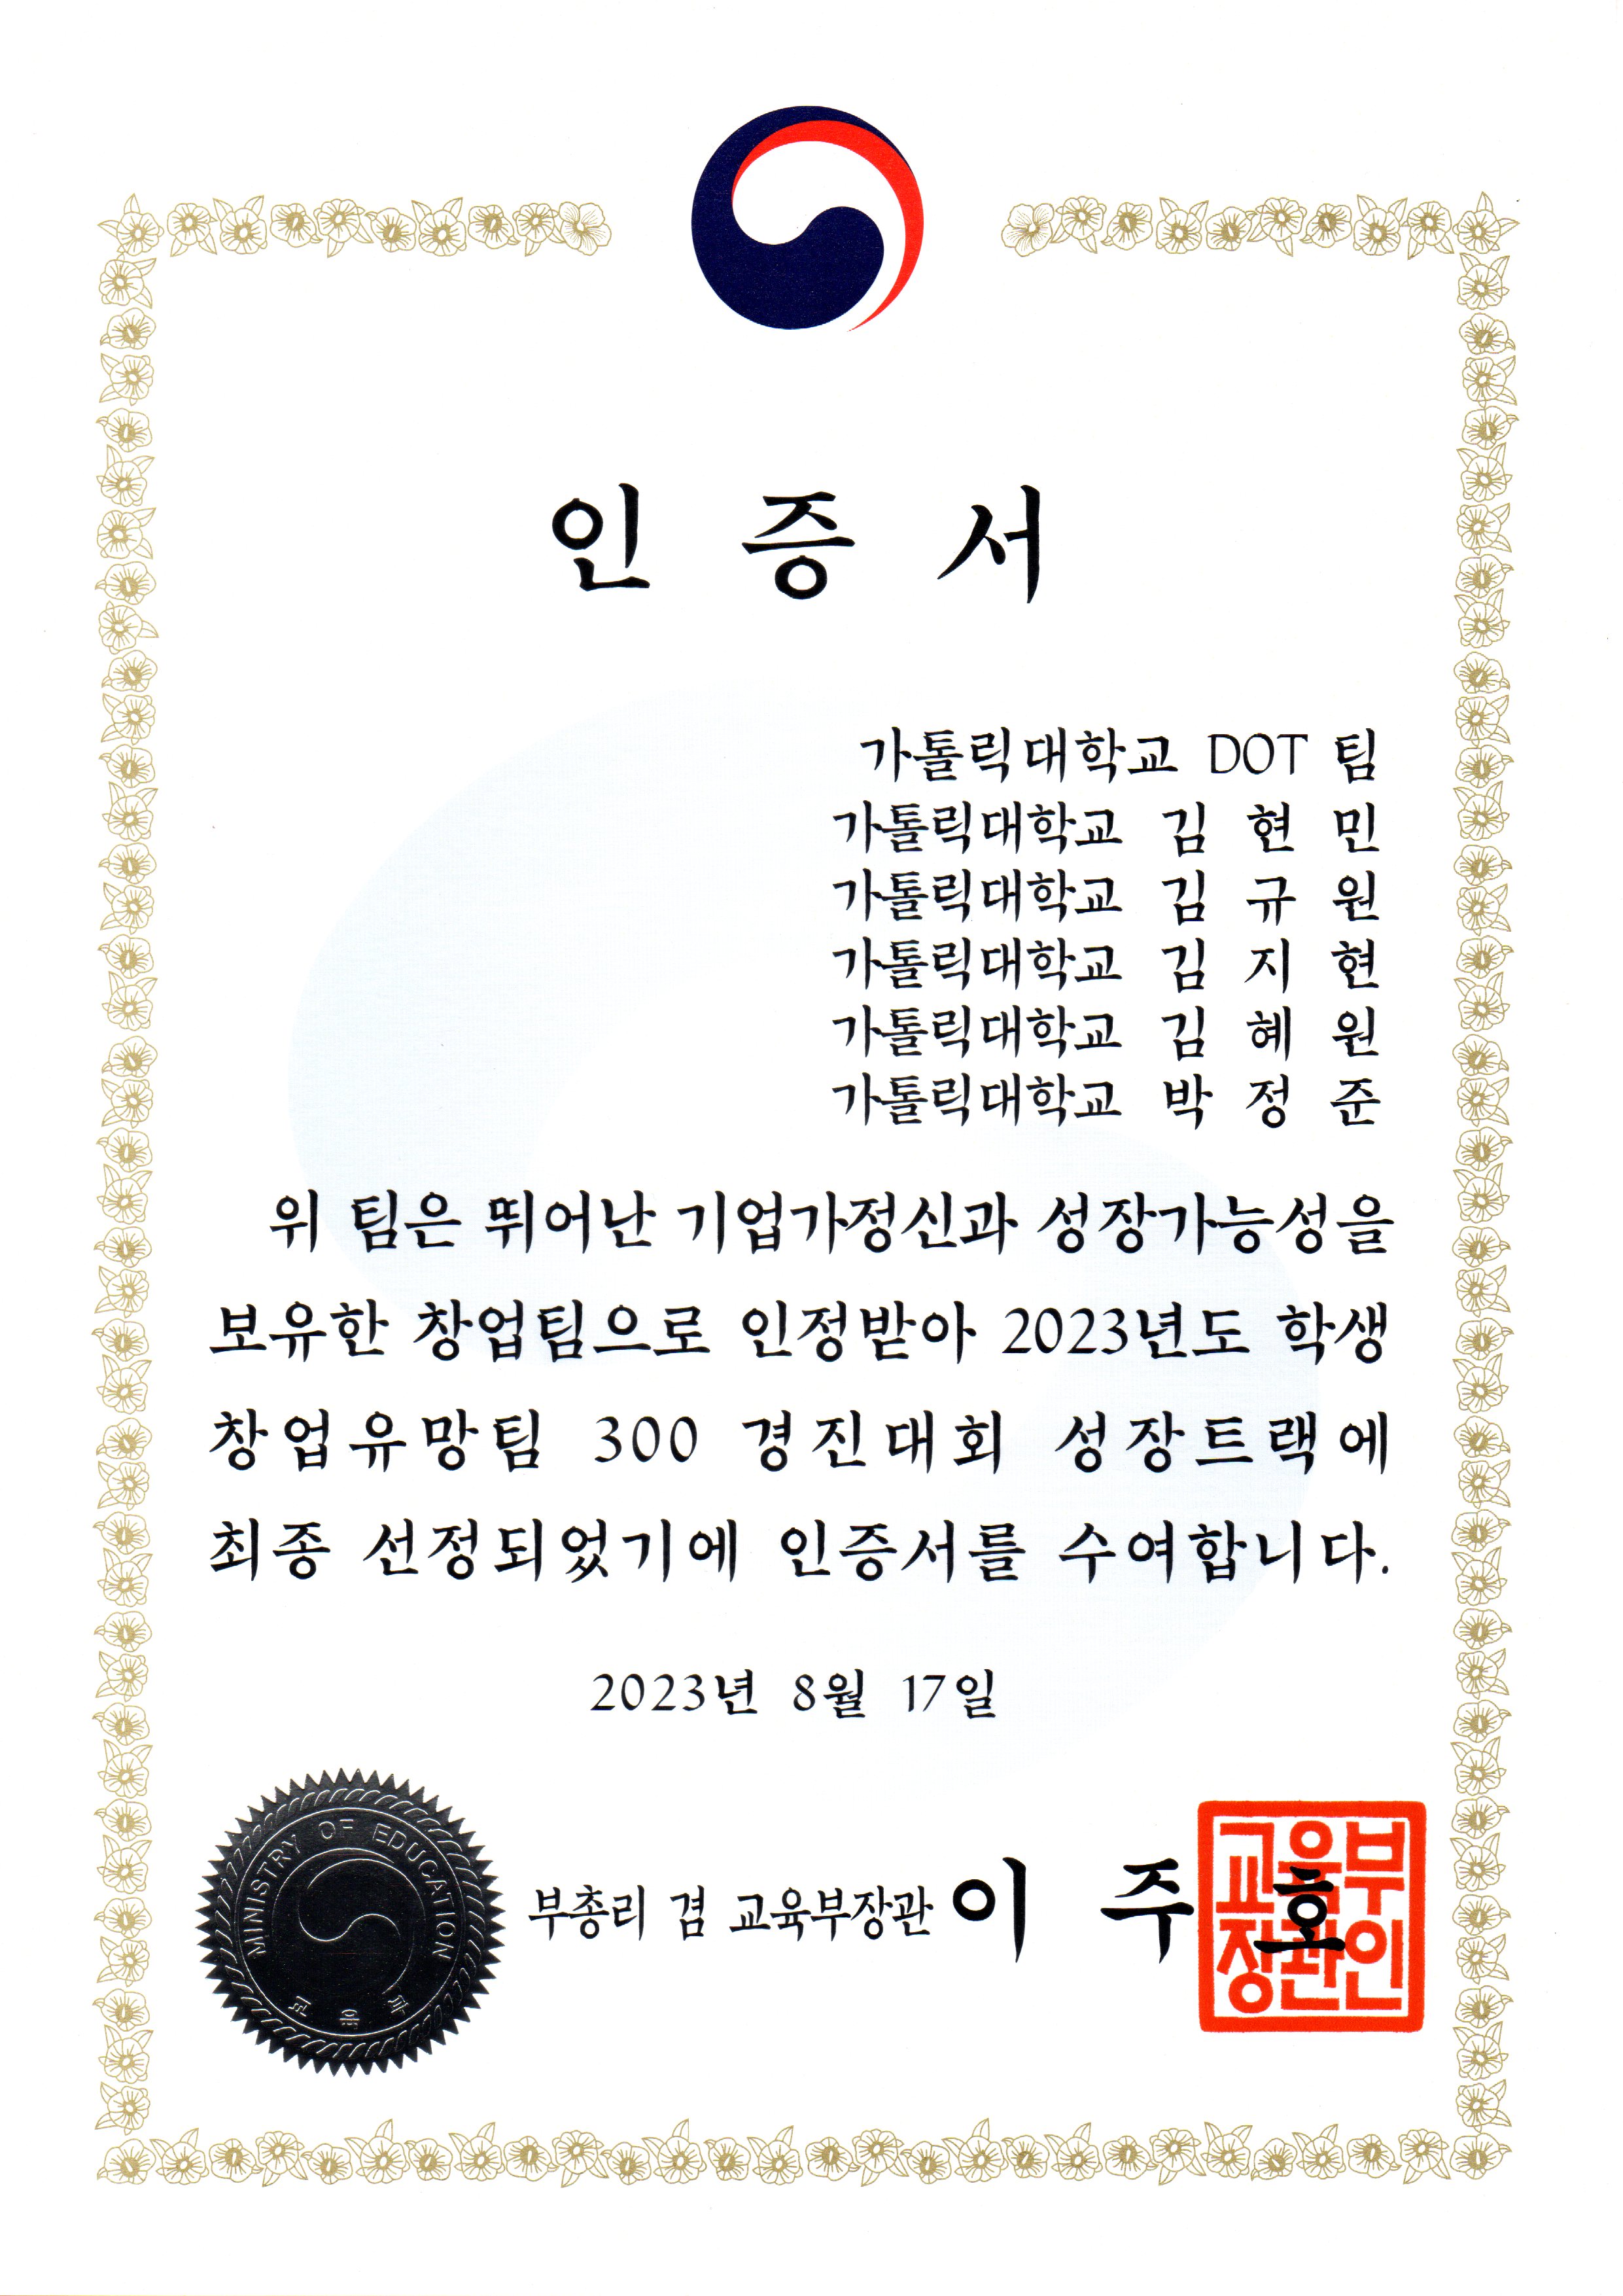 인 증 서
가톨릭대학교 DOT 팀
가톨릭대학교 김 현 민
가톨릭대학교 김 규 원
가톨릭대학교 김 지 현
가톨릭대학교 김 혜 원
가톨릭대학교 박 정 준
위 팀은 뛰어난 기업가정신과 성장가능성을
보유한 창업팀으로 인정받아 2023년도 학생
창업유망팀 300 경진대회 성장트랙에
최종 선정되었기에 인증서를 수여합니다.
2023년 8월 17일
MINISTRY OF EDUCATION
교 육 부
부총리 겸 교육부장관 이 주 호
교육부
장관인